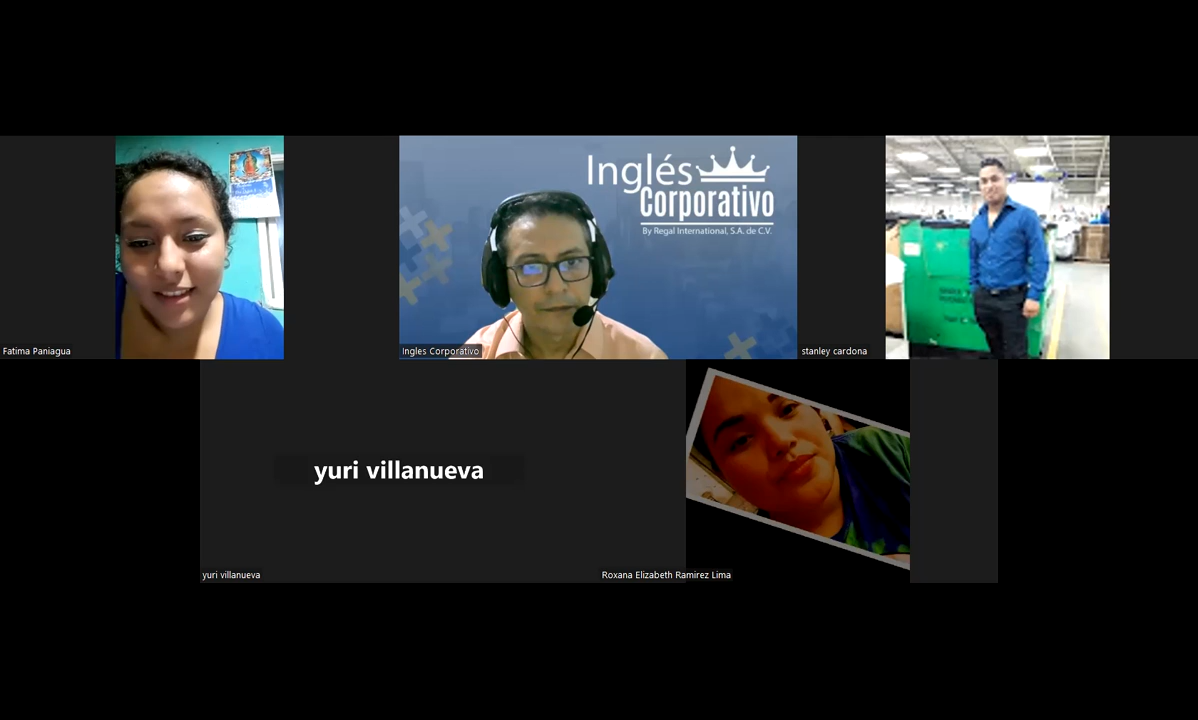 Inglés
Corporativo
By Regal International, S.A. de C.V.
Fatima Paniagua
Ingles Corporativo
stanley cardona
yuri villanueva
yuri villanueva
Roxana Elizabeth Ramirez Lima